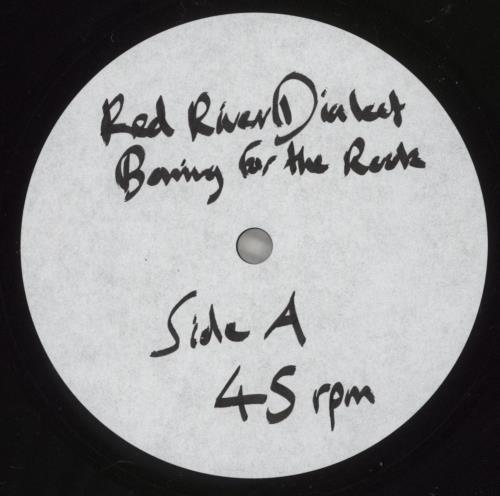 Red River Dialect
for the
Side A
45 rpm